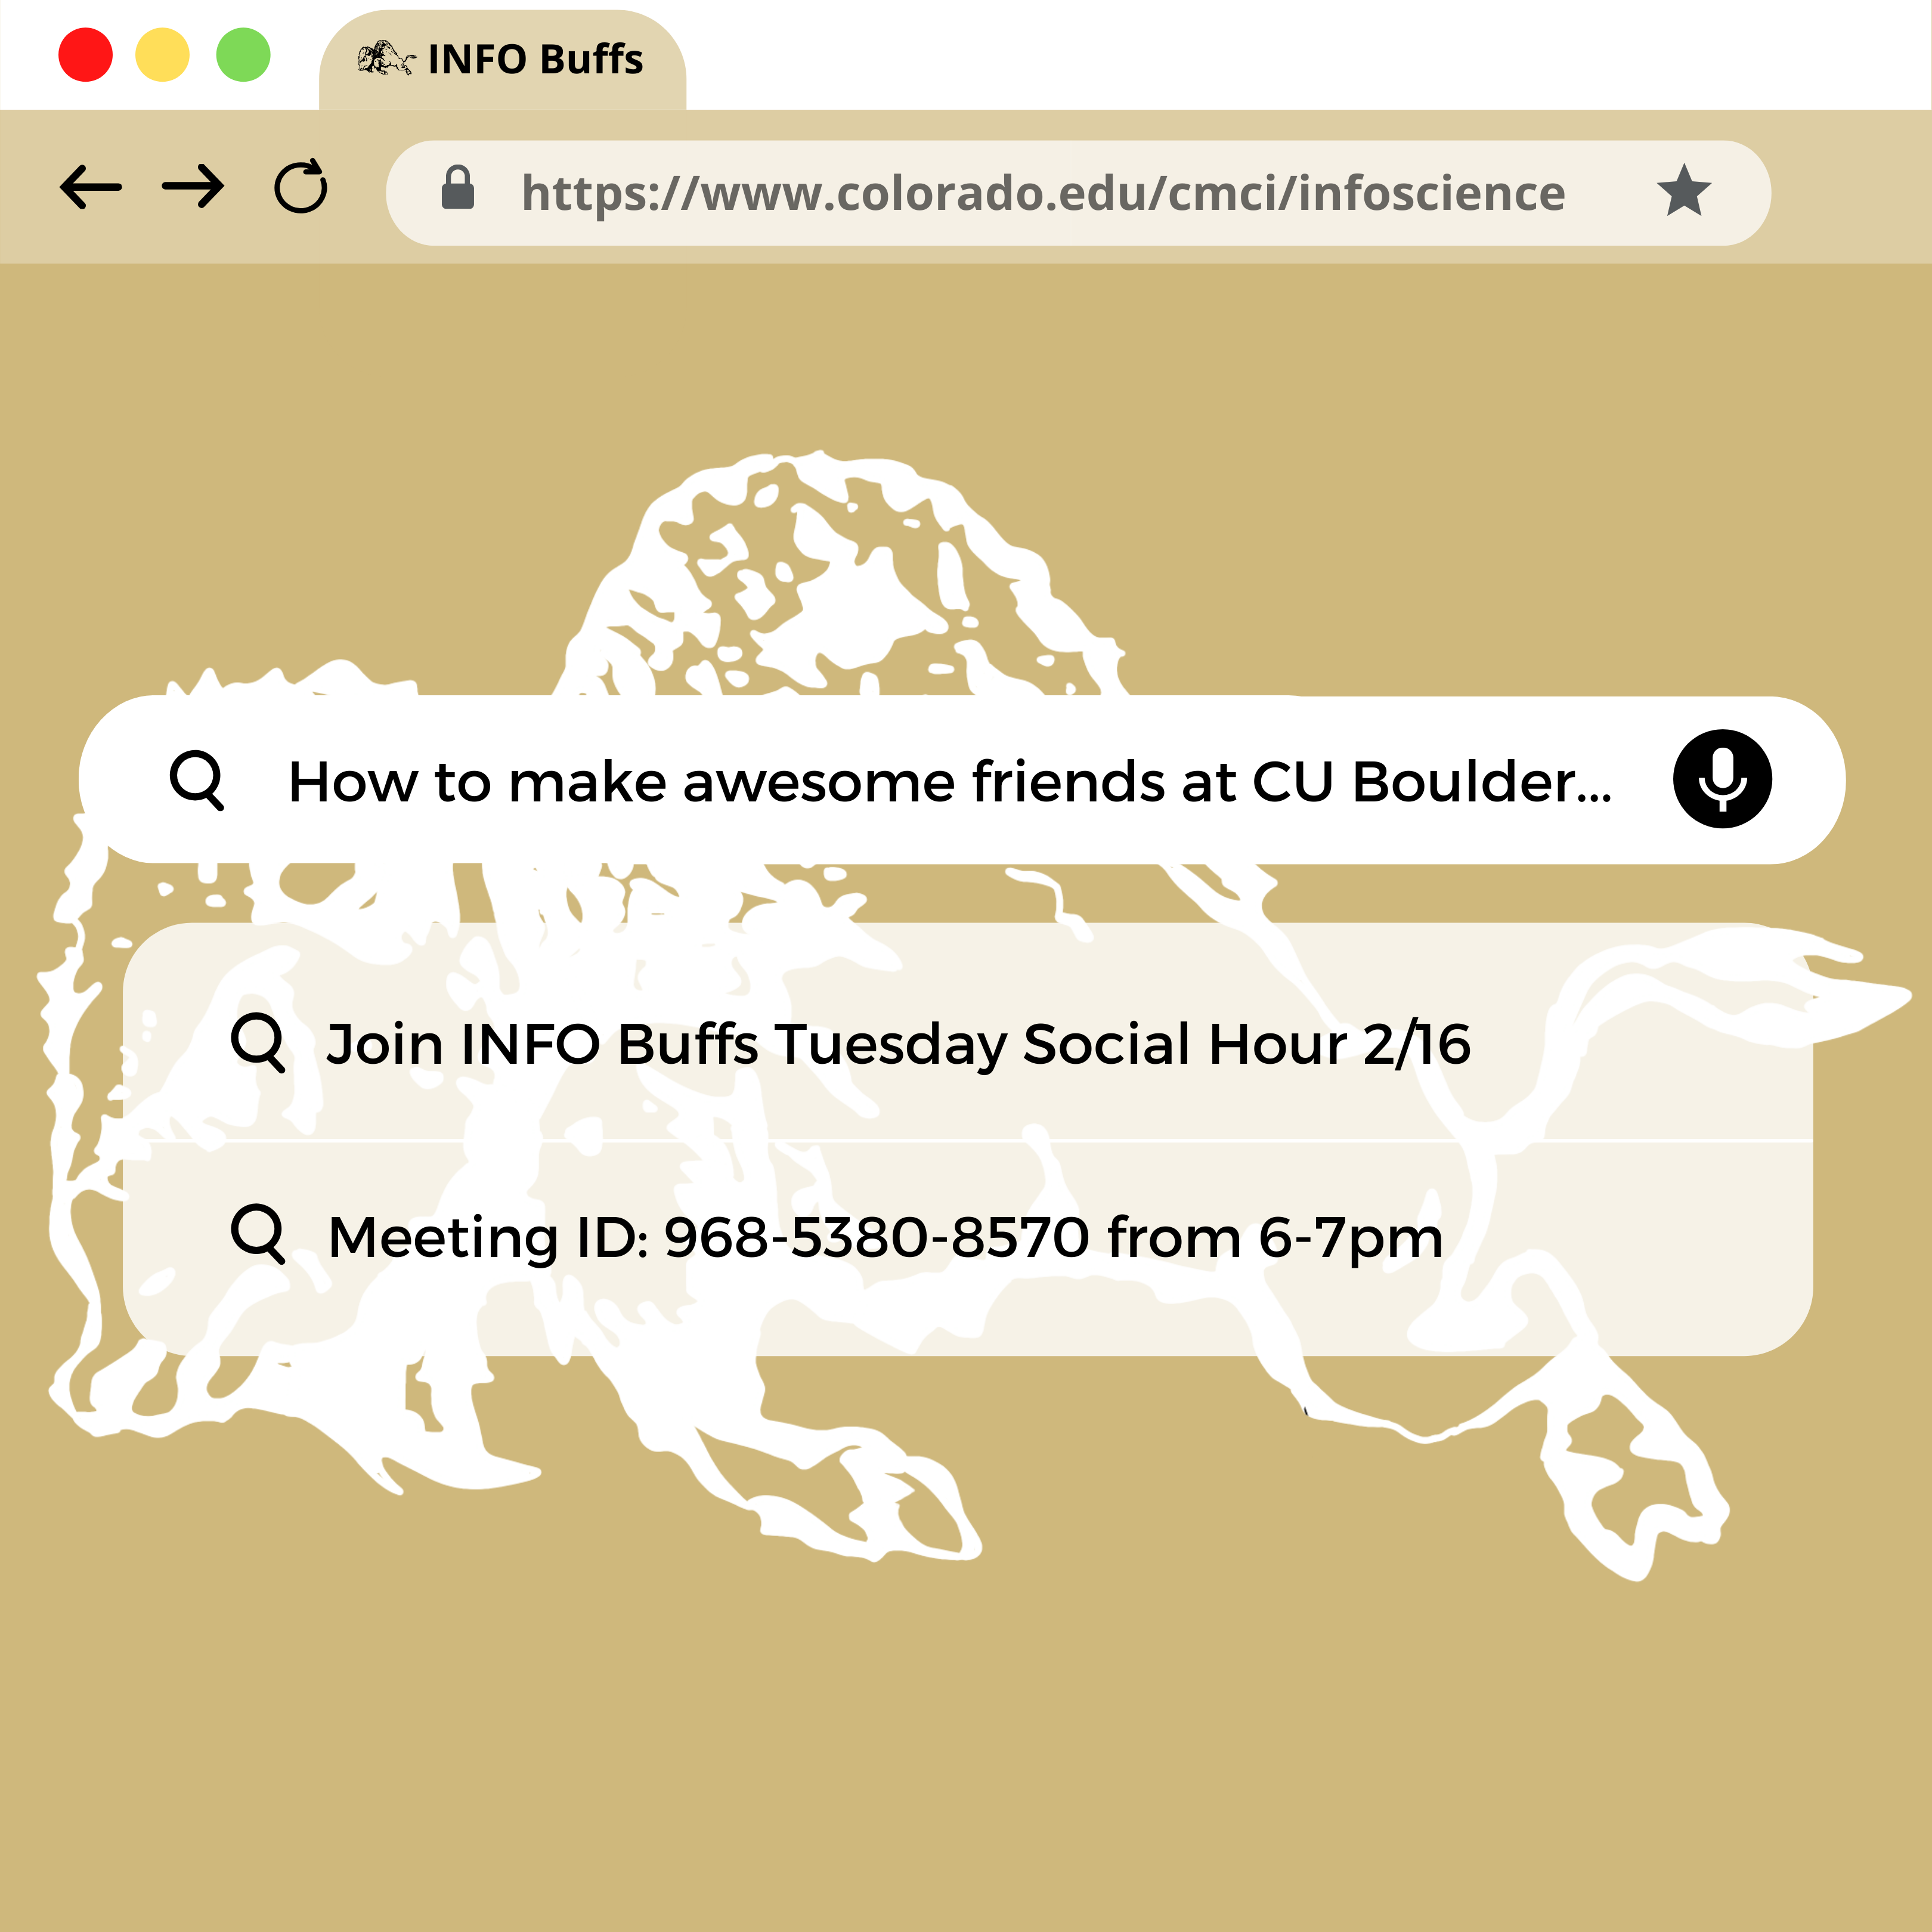 INFO Buffs
https://www.colorado.edu/cmci/infoscience
How to make awesome friends at CU Boulder...
Join INFO Buffs Tuesday Social Hour 2/16
Meeting ID: 968-5380-8570 from 6-7pm